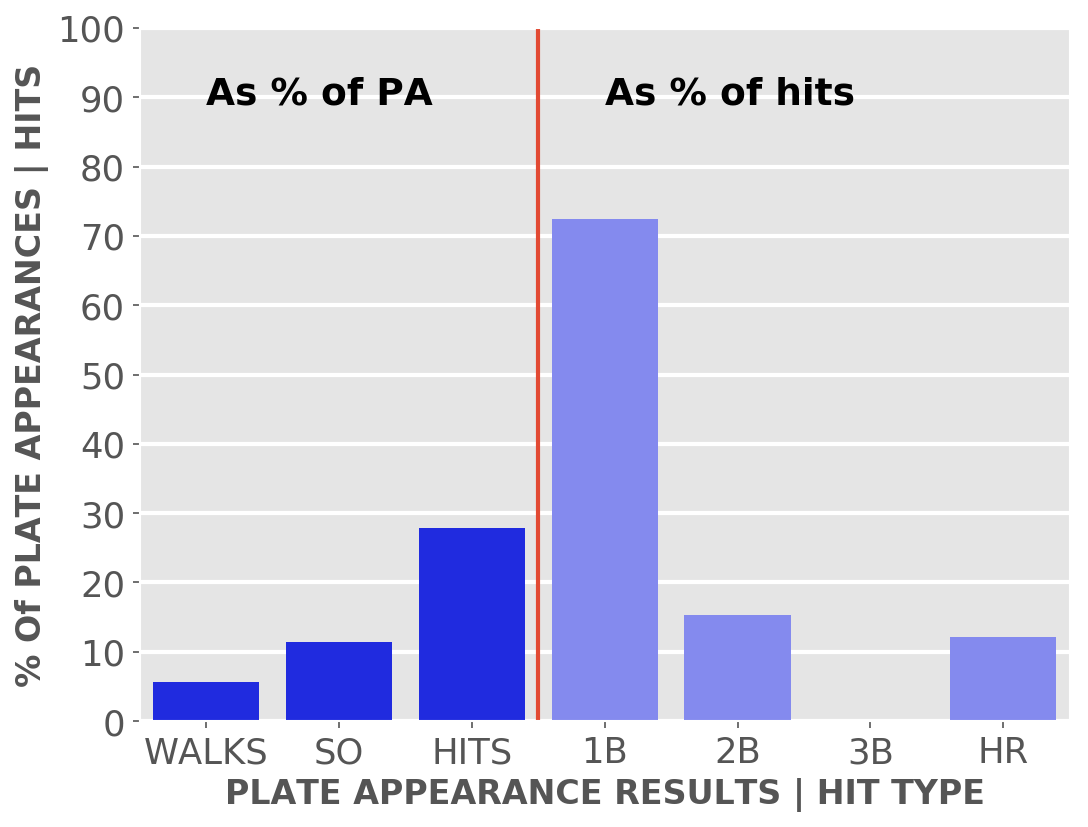 % Of PLATE APPEARANCES | HITS
100
90
80
70
60
50
40
30
20
10
0
As % of PA
As % of hits
WALKS
SO
HITS
1B
2B
3B
HR
PLATE APPEARANCE RESULTS | HIT TYPE